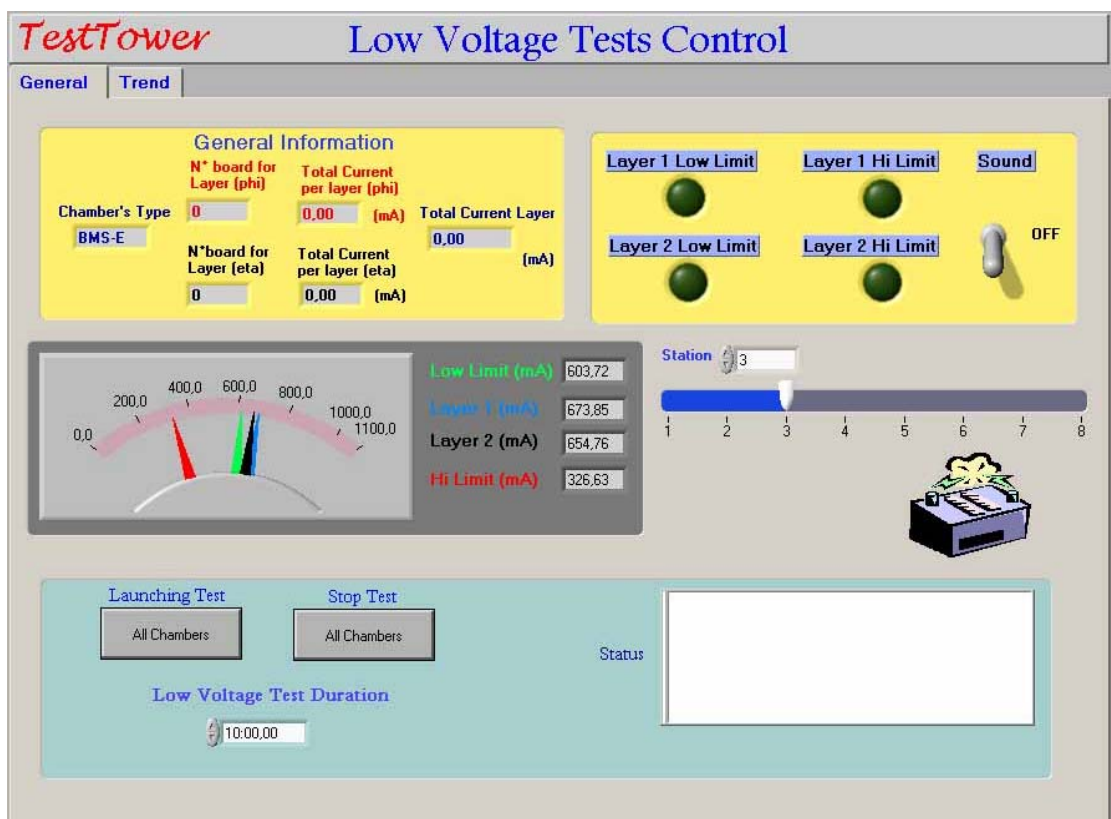 TestTower
Low Voltage Tests Control
General
Trend
General Information
N° board for
Layer (phi)
0
Total Current
per layer (phi)
0,00
(mA)
Chamber's Type
BMS-E
Total Current Layer
0,00
(mA)
N°board for
Layer (eta)
0
Total Current
per layer (eta)
0,00
(mA)
Layer 1 Low Limit
Layer 1 Hi Limit
Sound
OFF
Layer 2 Low Limit
Layer 2 Hi Limit
0,0
200,0
400,0
600,0
800,0
1000,0
1100,0
Low Limit (mA)
603,72
Layer 1 (mA)
673,85
Layer 2 (mA)
654,76
Hi Limit (mA)
326,63
Station
3
1 2 3 4 5 6 7 8
Launching Test
All Chambers
Stop Test
All Chambers
Low Voltage Test Duration
10:00,00
Status